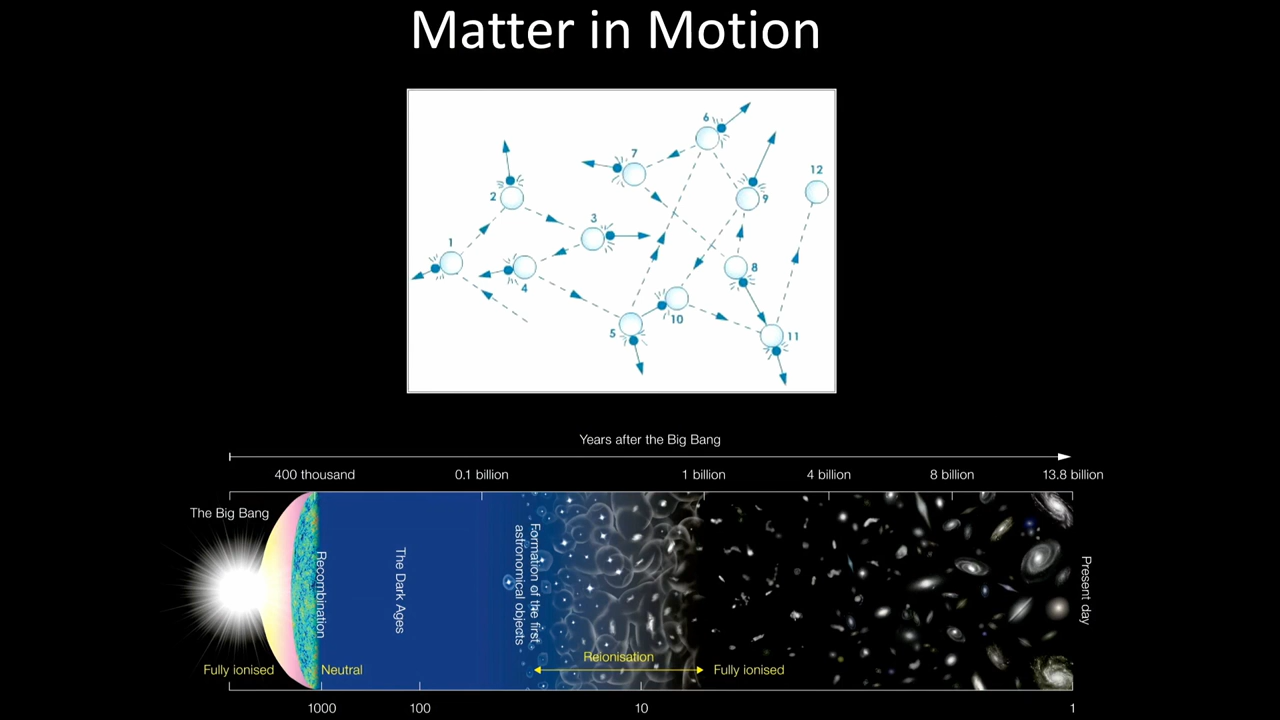 Matter in Motion
6
7
12
2
9
3
1
8
4
10
5
11
Years after the Big Bang
400 thousand
0.1 billion
1 billion
4 billion
8 billion
13.8 billion
The Big Bang
Recombination
The Dark Ages
Formation of the first
astronomical objects
Present day
Reionisation
Fully ionised
Neutral
Fully ionised
1000
100
10
1